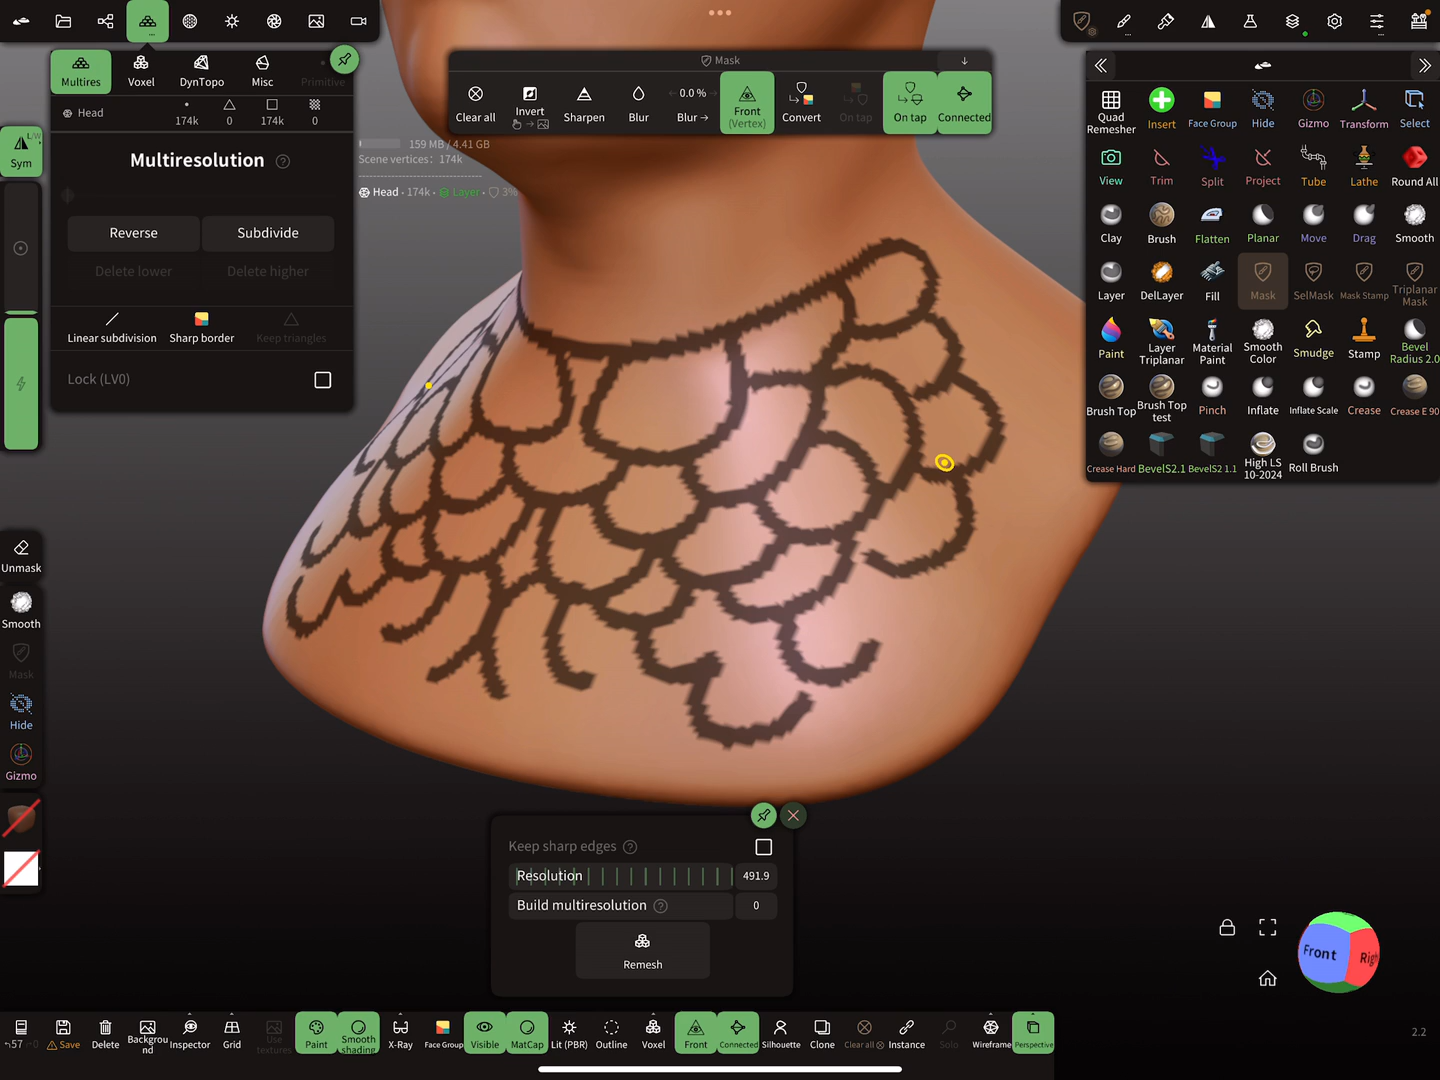 Multires
Voxel
DynTopo
Misc
Primitive
Head
174k
0
174k
0
Multiresolution ?
Reverse
Subdivide
Delete lower
Delete higher
Linear subdivision
Sharp border
Keep triangles
Lock (LV0)
L/W
Sym
Unmask
Smooth
Mask
Hide
Gizmo
Mask
Clear all
Invert
Sharpen
Blur
0.0 %
Blur →
Front
(Vertex)
Convert
On tap
On tap
Connected
159 MB / 4.41 GB
Scene vertices: 174k
Head • 174k • Layer • 3%
Quad
Remesher
Insert
Face Group
Hide
Gizmo
Transform
Select
View
Trim
Split
Project
Tube
Lathe
Round All
Clay
Brush
Flatten
Planar
Move
Drag
Smooth
Layer
DelLayer
Fill
Mask
SelMask
Mask Stamp
Triplanar
Mask
Paint
Layer
Triplanar
Material
Paint
Smooth
Color
Smudge
Stamp
Bevel
Radius 2.0
Brush Top
Brush Top
test
Pinch
Inflate
Inflate Scale
Crease
Crease E 90
Crease Hard
BevelS2.1
BevelS2 1.1
High LS
10-2024
Roll Brush
Keep sharp edges ?
Resolution
491.9
Build multiresolution ?
0
Remesh
Front
Righ
57
0
Save
Delete
Backgrou
nd
Inspector
Grid
Use
textures
Paint
Smooth
shading
X-Ray
Face Group
Visible
MatCap
Lit (PBR)
Outline
Voxel
Front
Connected
Silhouette
Clone
Clear all
Instance
Solo
Wireframe
Perspective
2.2